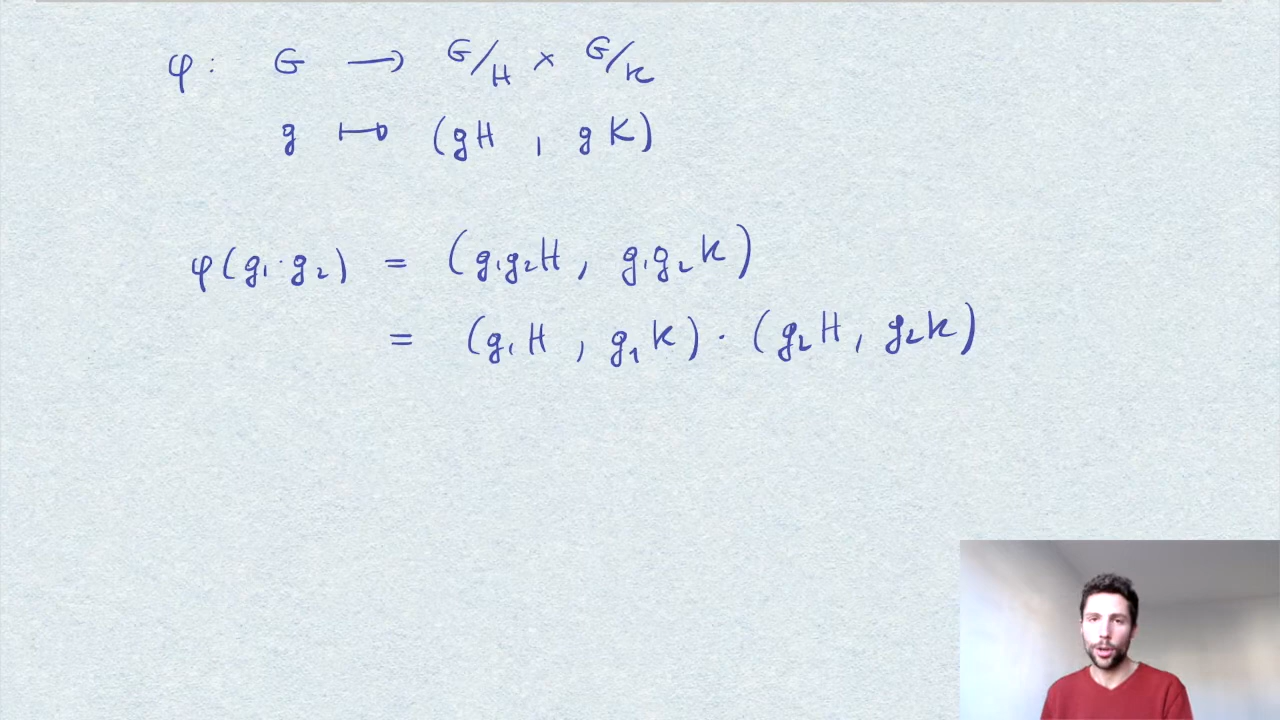 φ : G ⟶ G/H × G/K
g ⟼ (gH , gK)
φ(g₁·g₂) = (g₁g₂H , g₁g₂K)
= (g₁H , g₁K) · (g₂H , g₂K)